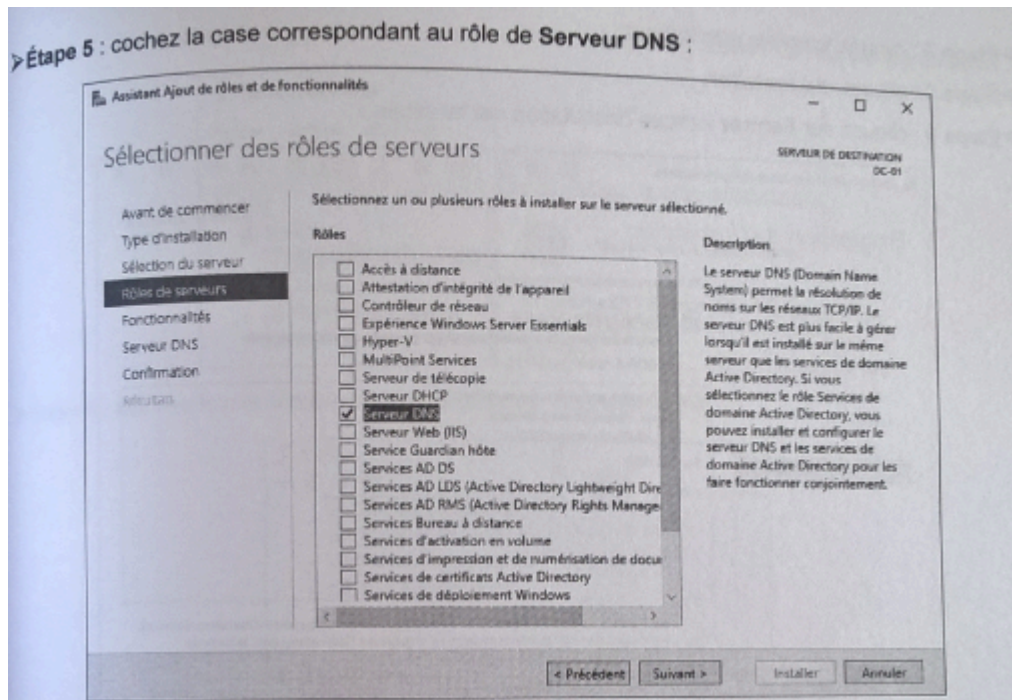 ➢Étape 5 : cochez la case correspondant au rôle de Serveur DNS :
Assistant Ajout de rôles et de fonctionnalités
Sélectionner des rôles de serveurs
SERVEUR DE DESTINATION
DC-01
Avant de commencer
Type d'installation
Sélection du serveur
Rôles de serveurs
Fonctionnalités
Serveur DNS
Confirmation
Résultats
Sélectionnez un ou plusieurs rôles à installer sur le serveur sélectionné.
Rôles
Accès à distance
Attestation d'intégrité de l'appareil
Contrôleur de réseau
Expérience Windows Server Essentials
Hyper-V
MultiPoint Services
Serveur de télécopie
Serveur DHCP
Serveur DNS
Serveur Web (IIS)
Service Guardian hôte
Services AD DS
Services AD LDS (Active Directory Lightweight Dire
Services AD RMS (Active Directory Rights Manage
Services Bureau à distance
Services d'activation en volume
Services d'impression et de numérisation de docu
Services de certificats Active Directory
Services de déploiement Windows
Description
Le serveur DNS (Domain Name
System) permet la résolution de
noms sur les réseaux TCP/IP. Le
serveur DNS est plus facile à gérer
lorsqu'il est installé sur le même
serveur que les services de domaine
Active Directory. Si vous
sélectionnez le rôle Services de
domaine Active Directory, vous
pouvez installer et configurer le
serveur DNS et les services de
domaine Active Directory pour les
faire fonctionner conjointement.
< Précédent
Suivant >
Installer
Annuler